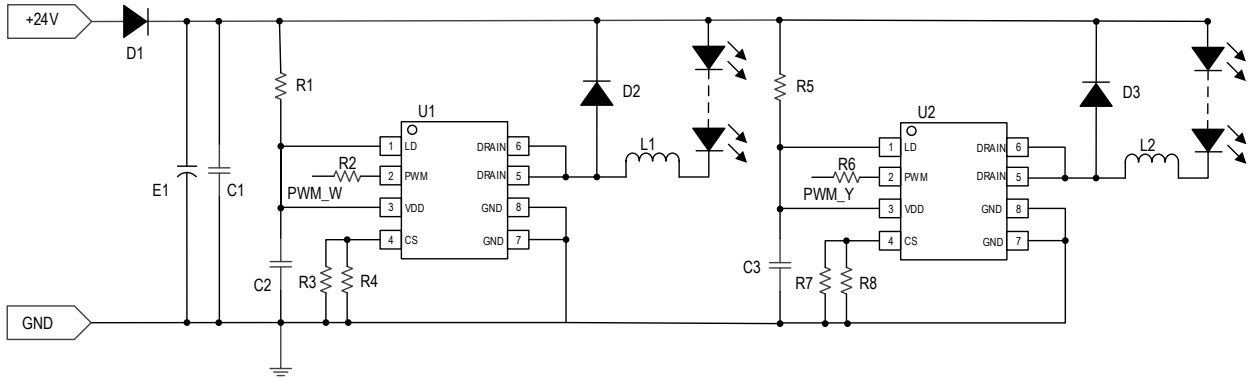 +24V
D1
E1
C1
R1
U1
1 LD DRAIN 6
R2
PWM_W
2 PWM DRAIN 5
3 VDD GND 8
4 CS GND 7
C2
R3
R4
D2
L1
R5
U2
1 LD DRAIN 6
R6
PWM_Y
2 PWM DRAIN 5
3 VDD GND 8
4 CS GND 7
C3
R7
R8
D3
L2
GND